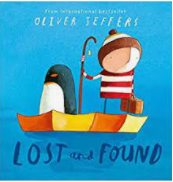 From international bestseller
OLIVER JEFFERS
LOST and FOUND